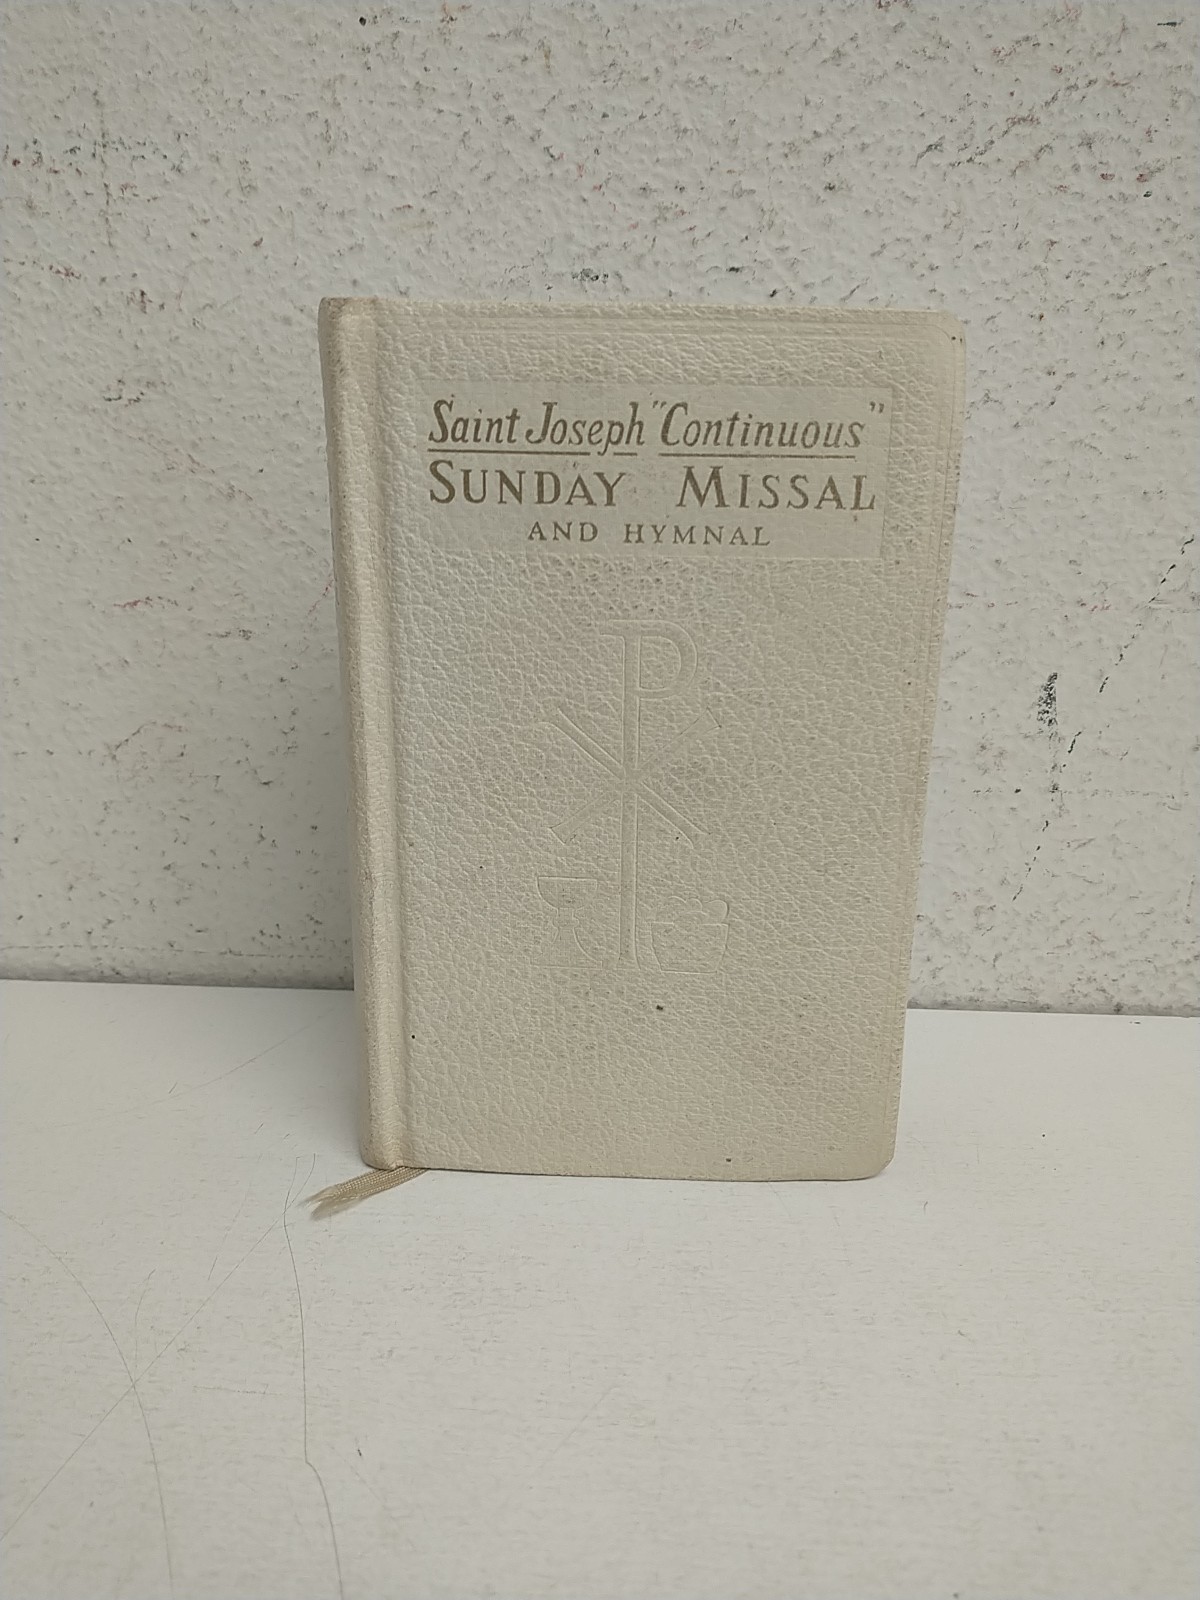 Saint Joseph "Continuous"
SUNDAY MISSAL
AND HYMNAL